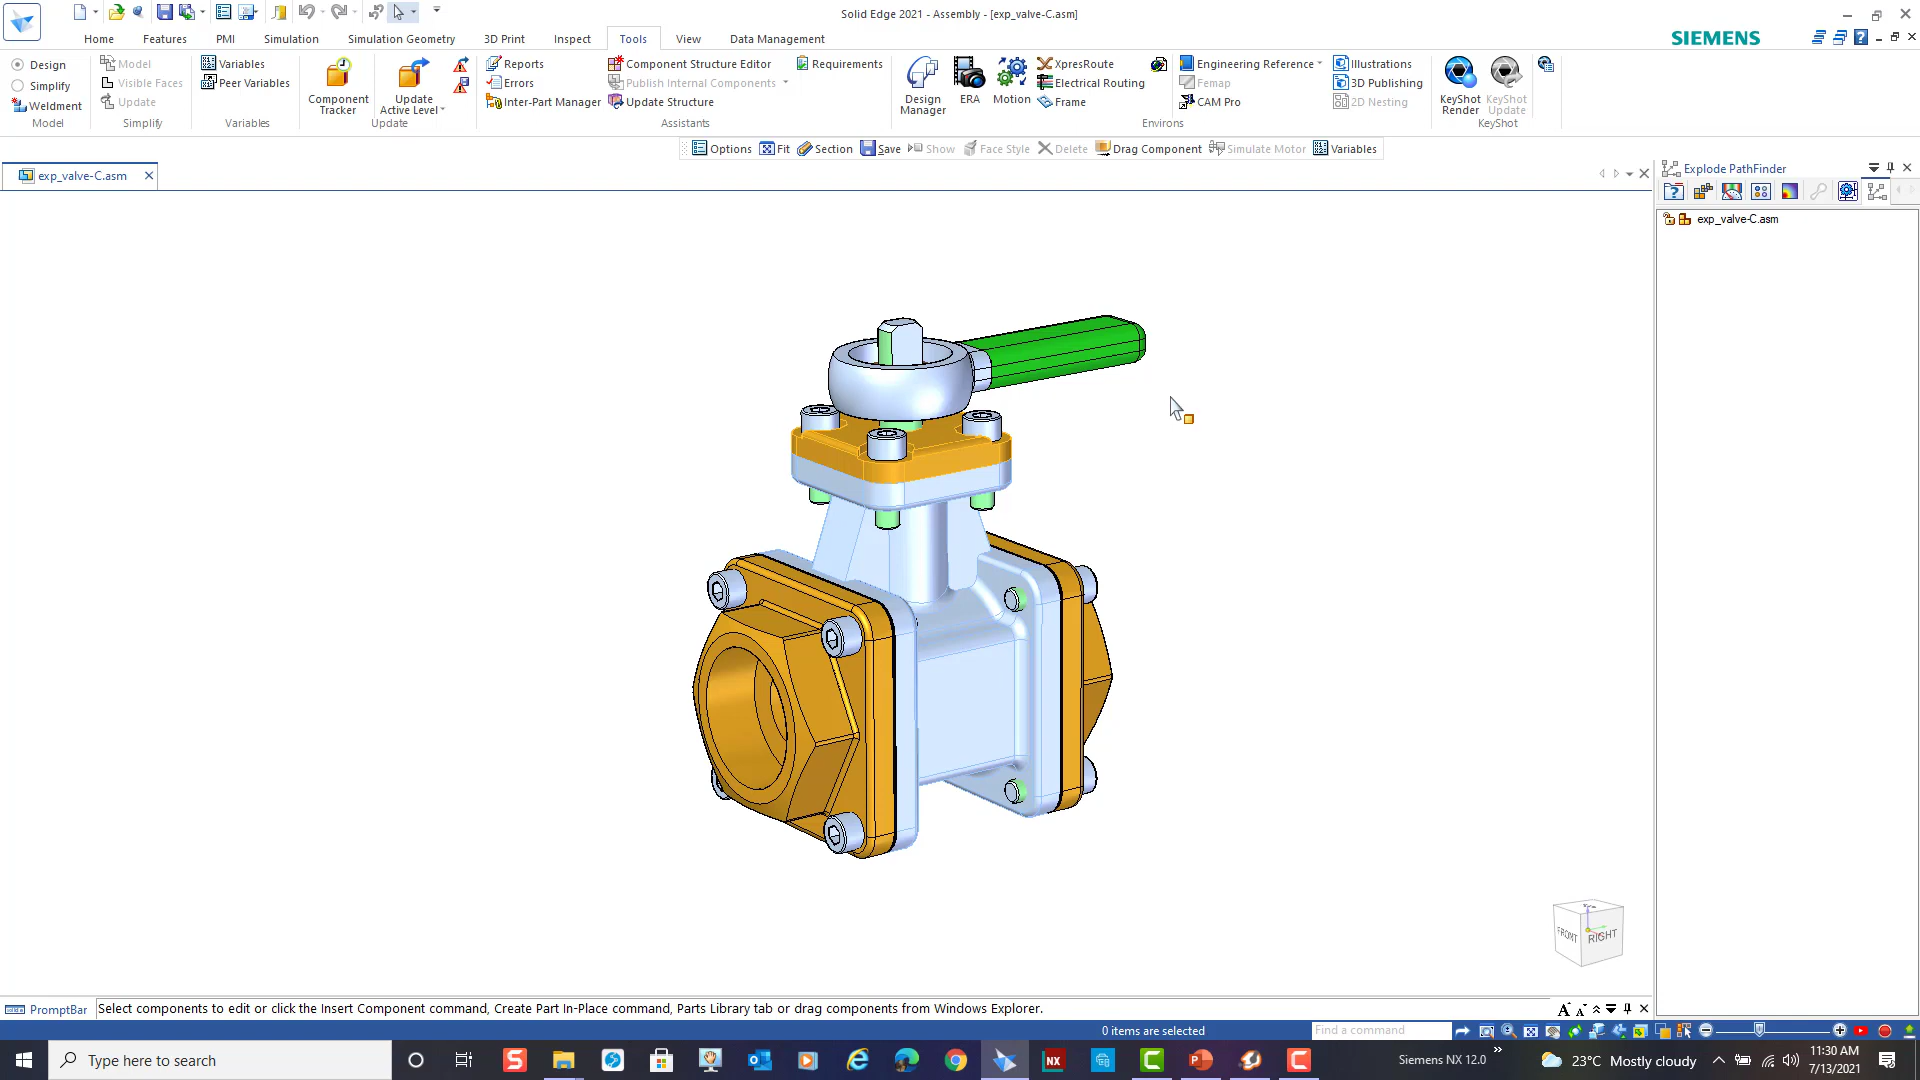 Solid Edge 2021 - Assembly - [exp_valve-C.asm]
Home Features PMI Simulation Simulation Geometry 3D Print Inspect Tools View Data Management
SIEMENS
Design
Simplify
Weldment
Model
Model
Visible Faces
Update
Simplify
Variables
Peer Variables
Variables
Component Tracker
Update Active Level
Update
Reports
Errors
Inter-Part Manager
Component Structure Editor
Publish Internal Components
Update Structure
Requirements
Assistants
Design Manager
ERA
Motion
XpresRoute
Electrical Routing
Frame
Engineering Reference
Femap
CAM Pro
Environs
Illustrations
3D Publishing
2D Nesting
KeyShot Render
KeyShot Update
KeyShot
Options Fit Section Save Show Face Style Delete Drag Component Simulate Motor Variables
exp_valve-C.asm
Explode PathFinder
exp_valve-C.asm
FRONT
RIGHT
PromptBar
Select components to edit or click the Insert Component command, Create Part In-Place command, Parts Library tab or drag components from Windows Explorer.
0 items are selected
Find a command
Type here to search
Siemens NX 12.0
23°C Mostly cloudy
11:30 AM
7/13/2021